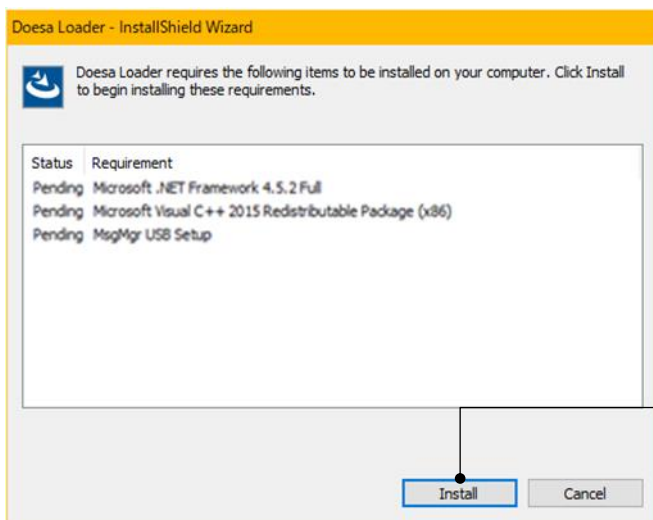 Doesa Loader - InstallShield Wizard
Doesa Loader requires the following items to be installed on your computer. Click Install
to begin installing these requirements.
Status Requirement
Pending Microsoft .NET Framework 4.5.2 Full
Pending Microsoft Visual C++ 2015 Redistributable Package (x86)
Pending MsgMgr USB Setup
Install Cancel